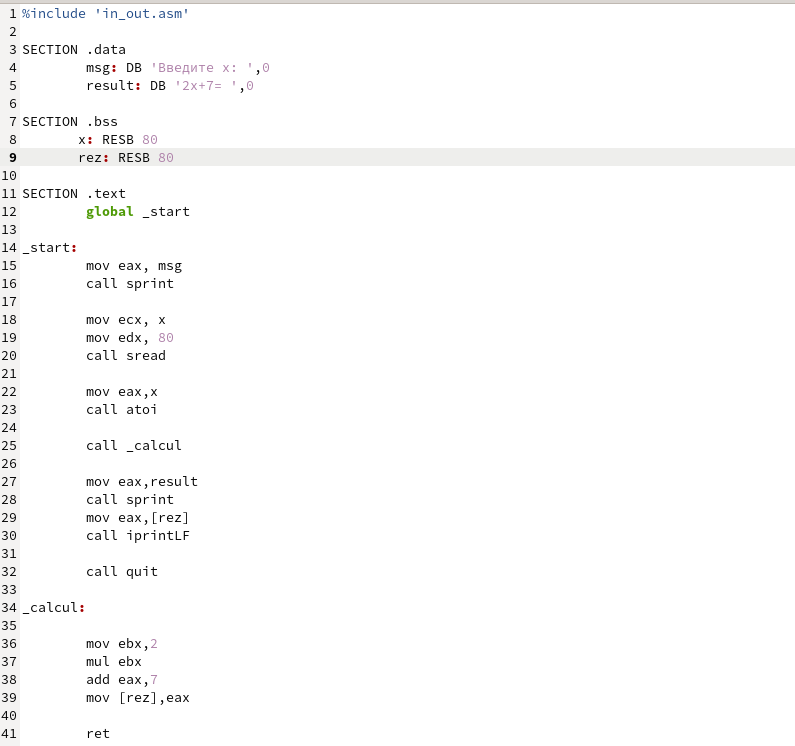 1 %include 'in_out.asm'
2
3 SECTION .data
4 msg: DB 'Введите x: ',0
5 result: DB '2x+7= ',0
6
7 SECTION .bss
8 x: RESB 80
9 rez: RESB 80
10
11 SECTION .text
12 global _start
13
14 _start:
15 mov eax, msg
16 call sprint
17
18 mov ecx, x
19 mov edx, 80
20 call sread
21
22 mov eax,x
23 call atoi
24
25 call _calcul
26
27 mov eax,result
28 call sprint
29 mov eax,[rez]
30 call iprintLF
31
32 call quit
33
34 _calcul:
35
36 mov ebx,2
37 mul ebx
38 add eax,7
39 mov [rez],eax
40
41 ret